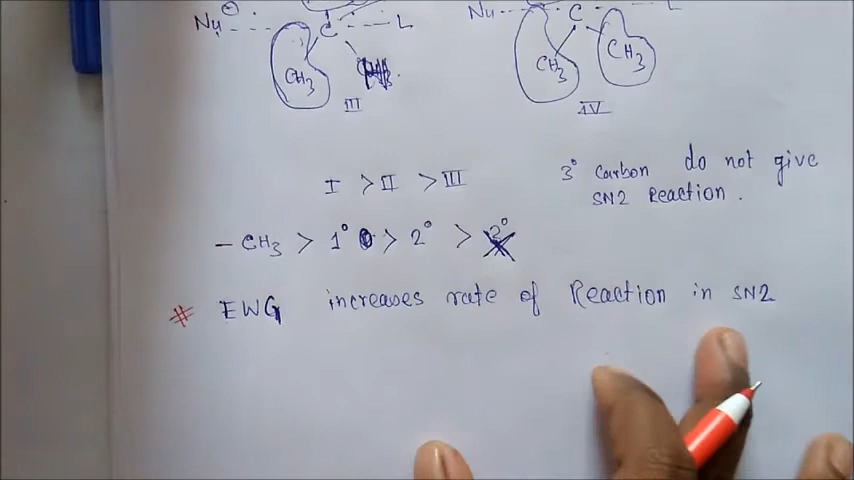 Nu⊖ C L Nu C L
CH3 CH3 CH3
III IV
I > II > III 3° Carbon do not give
SN2 Reaction.
- CH3 > 1° > 2° >
# EWG increases rate of Reaction in SN2